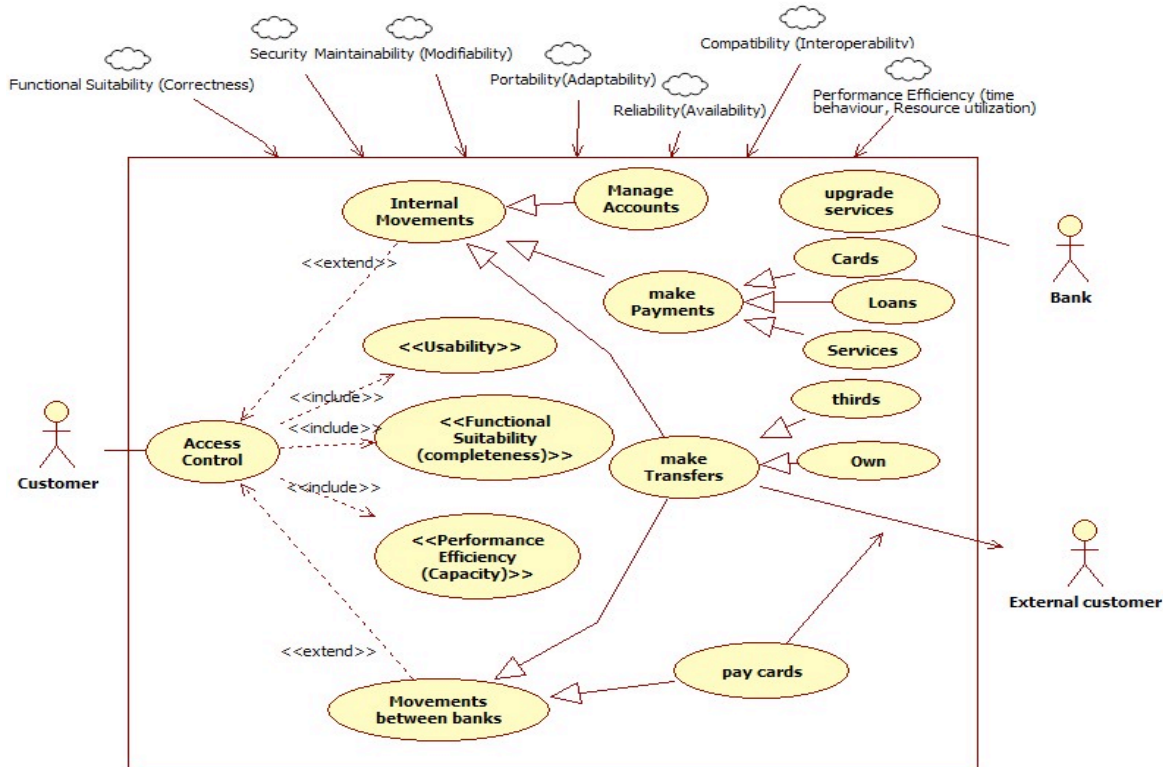 Compatibility (Interoperability)
Security Maintainability (Modifiability)
Functional Suitability (Correctness)
Portability(Adaptability)
Reliability(Availability)
Performance Efficiency (time
behaviour, Resource utilization)
Internal
Movements
Manage
Accounts
upgrade
services
<<extend>>
Cards
make
Payments
Loans
Bank
<<Usability>>
Services
<<include>>
thirds
Customer
Access
Control
<<include>>
<<Functional
Suitability
(completeness)>>
make
Transfers
Own
<<include>>
<<Performance
Efficiency
(Capacity)>>
External customer
<<extend>>
pay cards
Movements
between banks